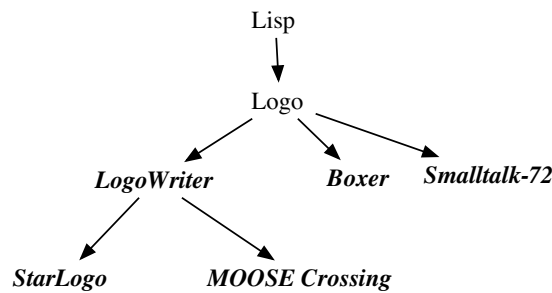 Lisp
Logo
LogoWriter
Boxer
Smalltalk-72
StarLogo
MOOSE Crossing